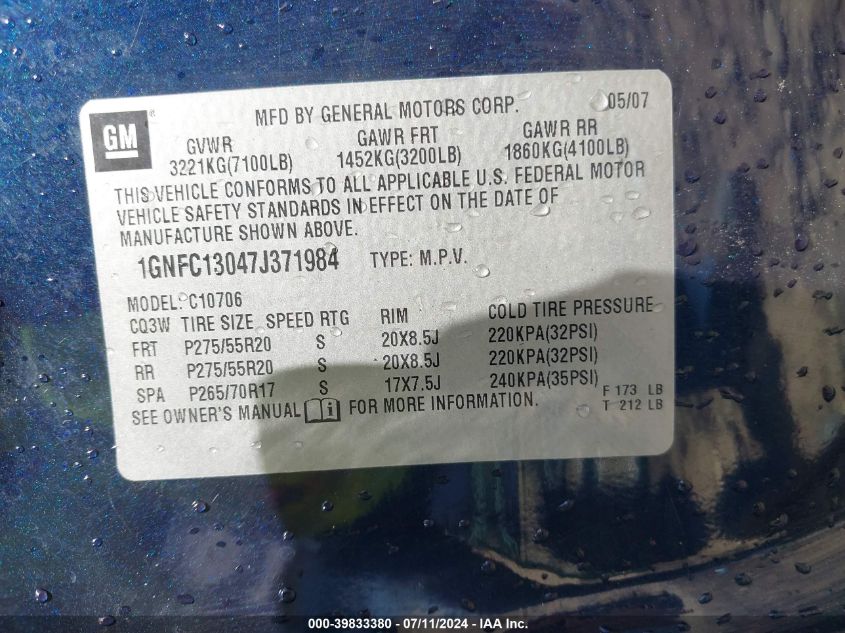 MFD BY GENERAL MOTORS CORP. 05/07
GM®
GVWR GAWR FRT GAWR RR
3221KG(7100LB) 1452KG(3200LB) 1860KG(4100LB)
THIS VEHICLE CONFORMS TO ALL APPLICABLE U.S. FEDERAL MOTOR
VEHICLE SAFETY STANDARDS IN EFFECT ON THE DATE OF
MANUFACTURE SHOWN ABOVE.
1GNFC13047J371984 TYPE: M.P.V.
MODEL: C10706
CQ3W TIRE SIZE SPEED RTG RIM COLD TIRE PRESSURE
FRT P275/55R20 S 20X8.5J 220KPA(32PSI)
RR P275/55R20 S 20X8.5J 220KPA(32PSI)
SPA P265/70R17 S 17X7.5J 240KPA(35PSI)
F 173 LB
SEE OWNER'S MANUAL i FOR MORE INFORMATION.
T 212 LB
000-39833380 - 07/11/2024 - IAA Inc.